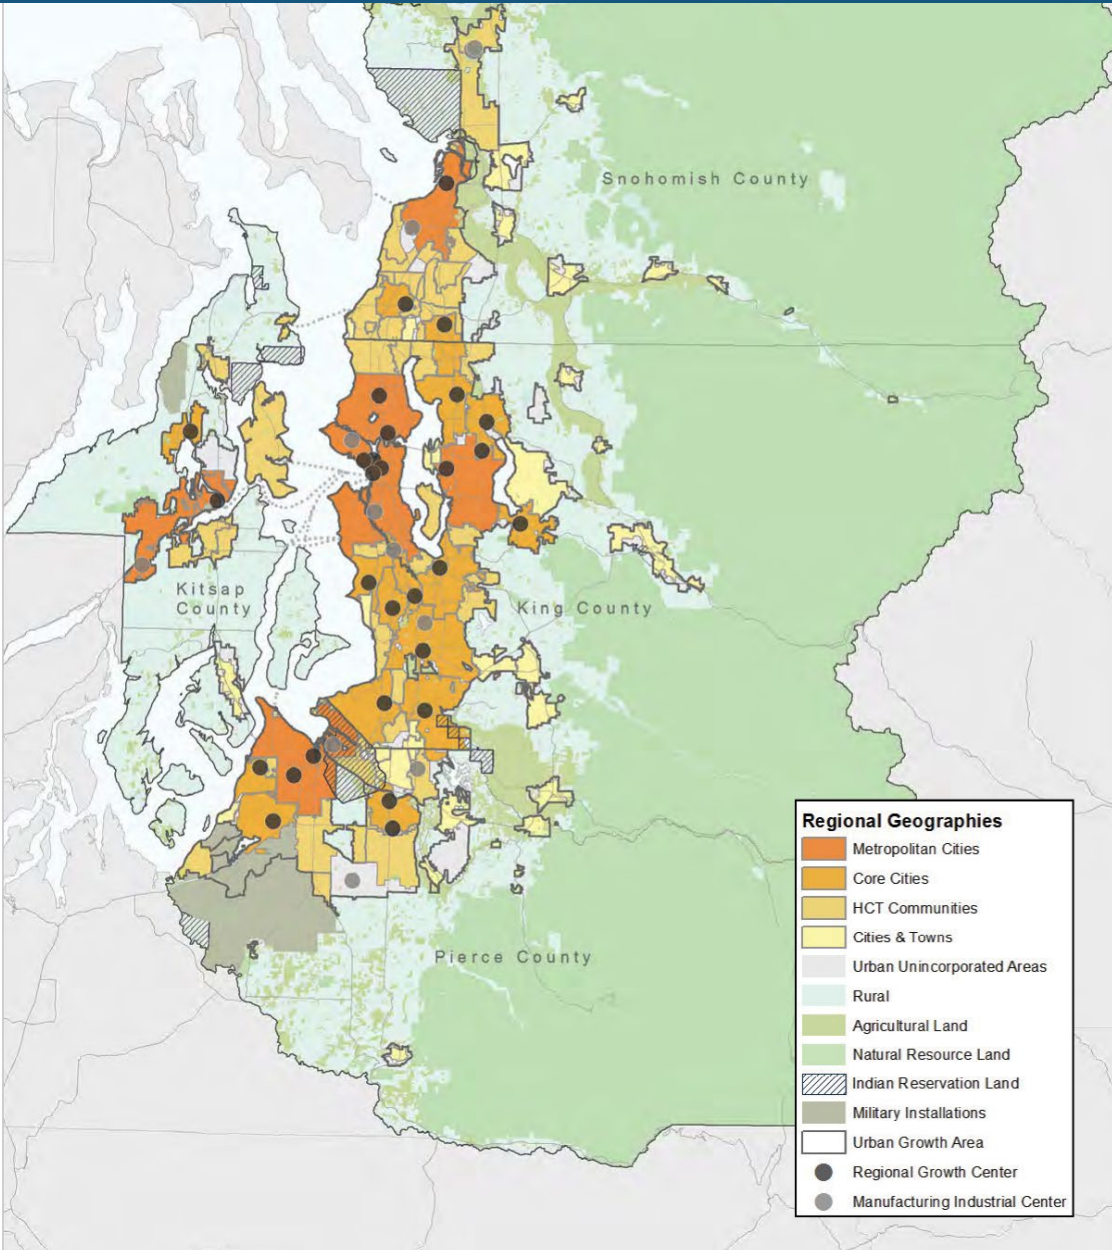 Snohomish County
Kitsap
County
King County
Pierce County
Regional Geographies
Metropolitan Cities
Core Cities
HCT Communities
Cities & Towns
Urban Unincorporated Areas
Rural
Agricultural Land
Natural Resource Land
Indian Reservation Land
Military Installations
Urban Growth Area
Regional Growth Center
Manufacturing Industrial Center